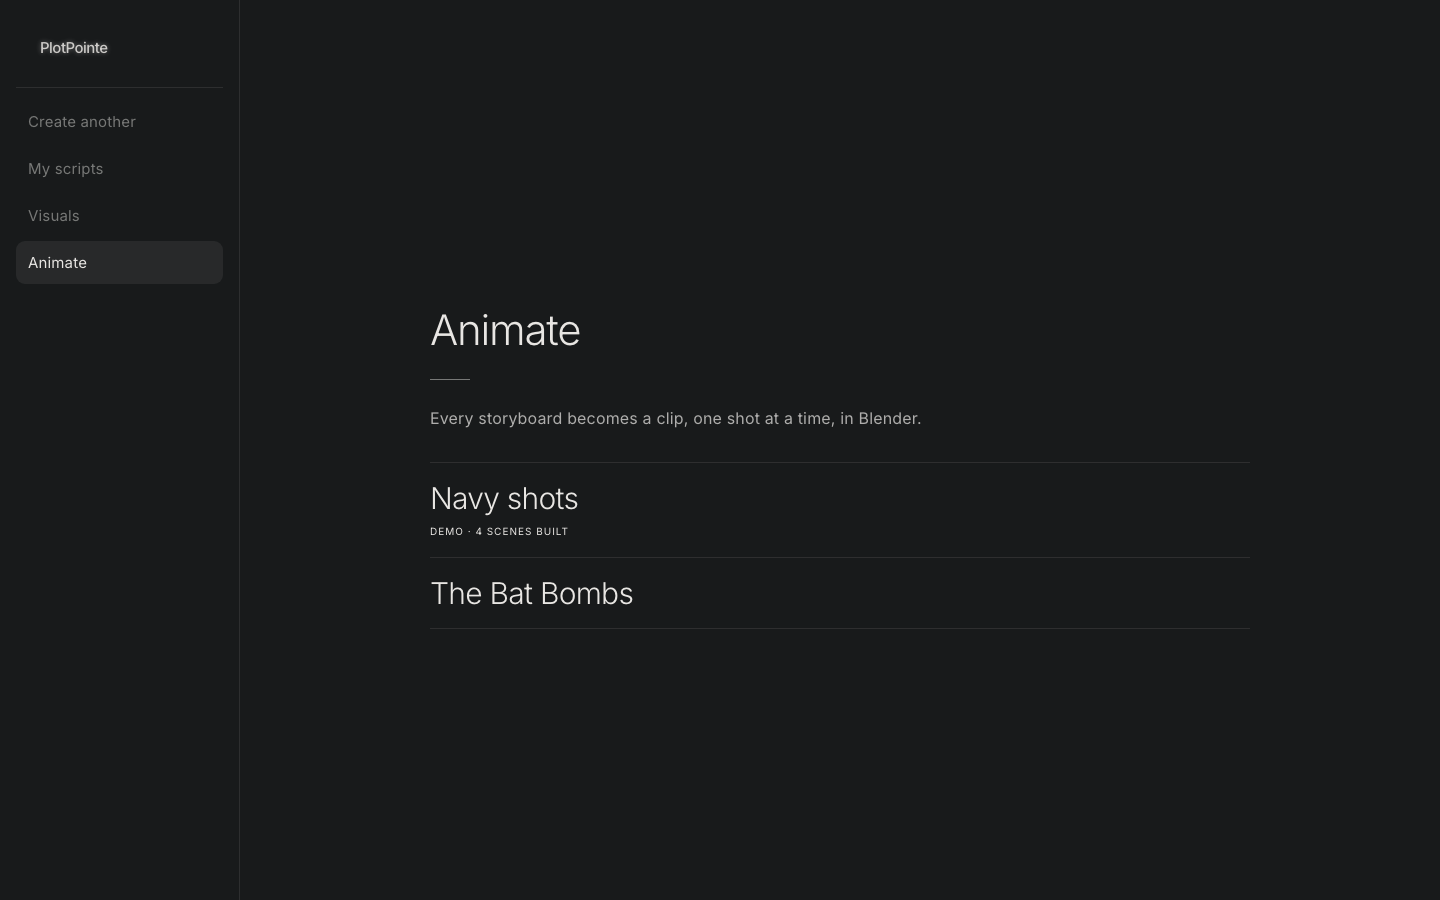 PlotPointe
Create another
My scripts
Visuals
Animate
Animate
Every storyboard becomes a clip, one shot at a time, in Blender.
Navy shots
DEMO · 4 SCENES BUILT
The Bat Bombs